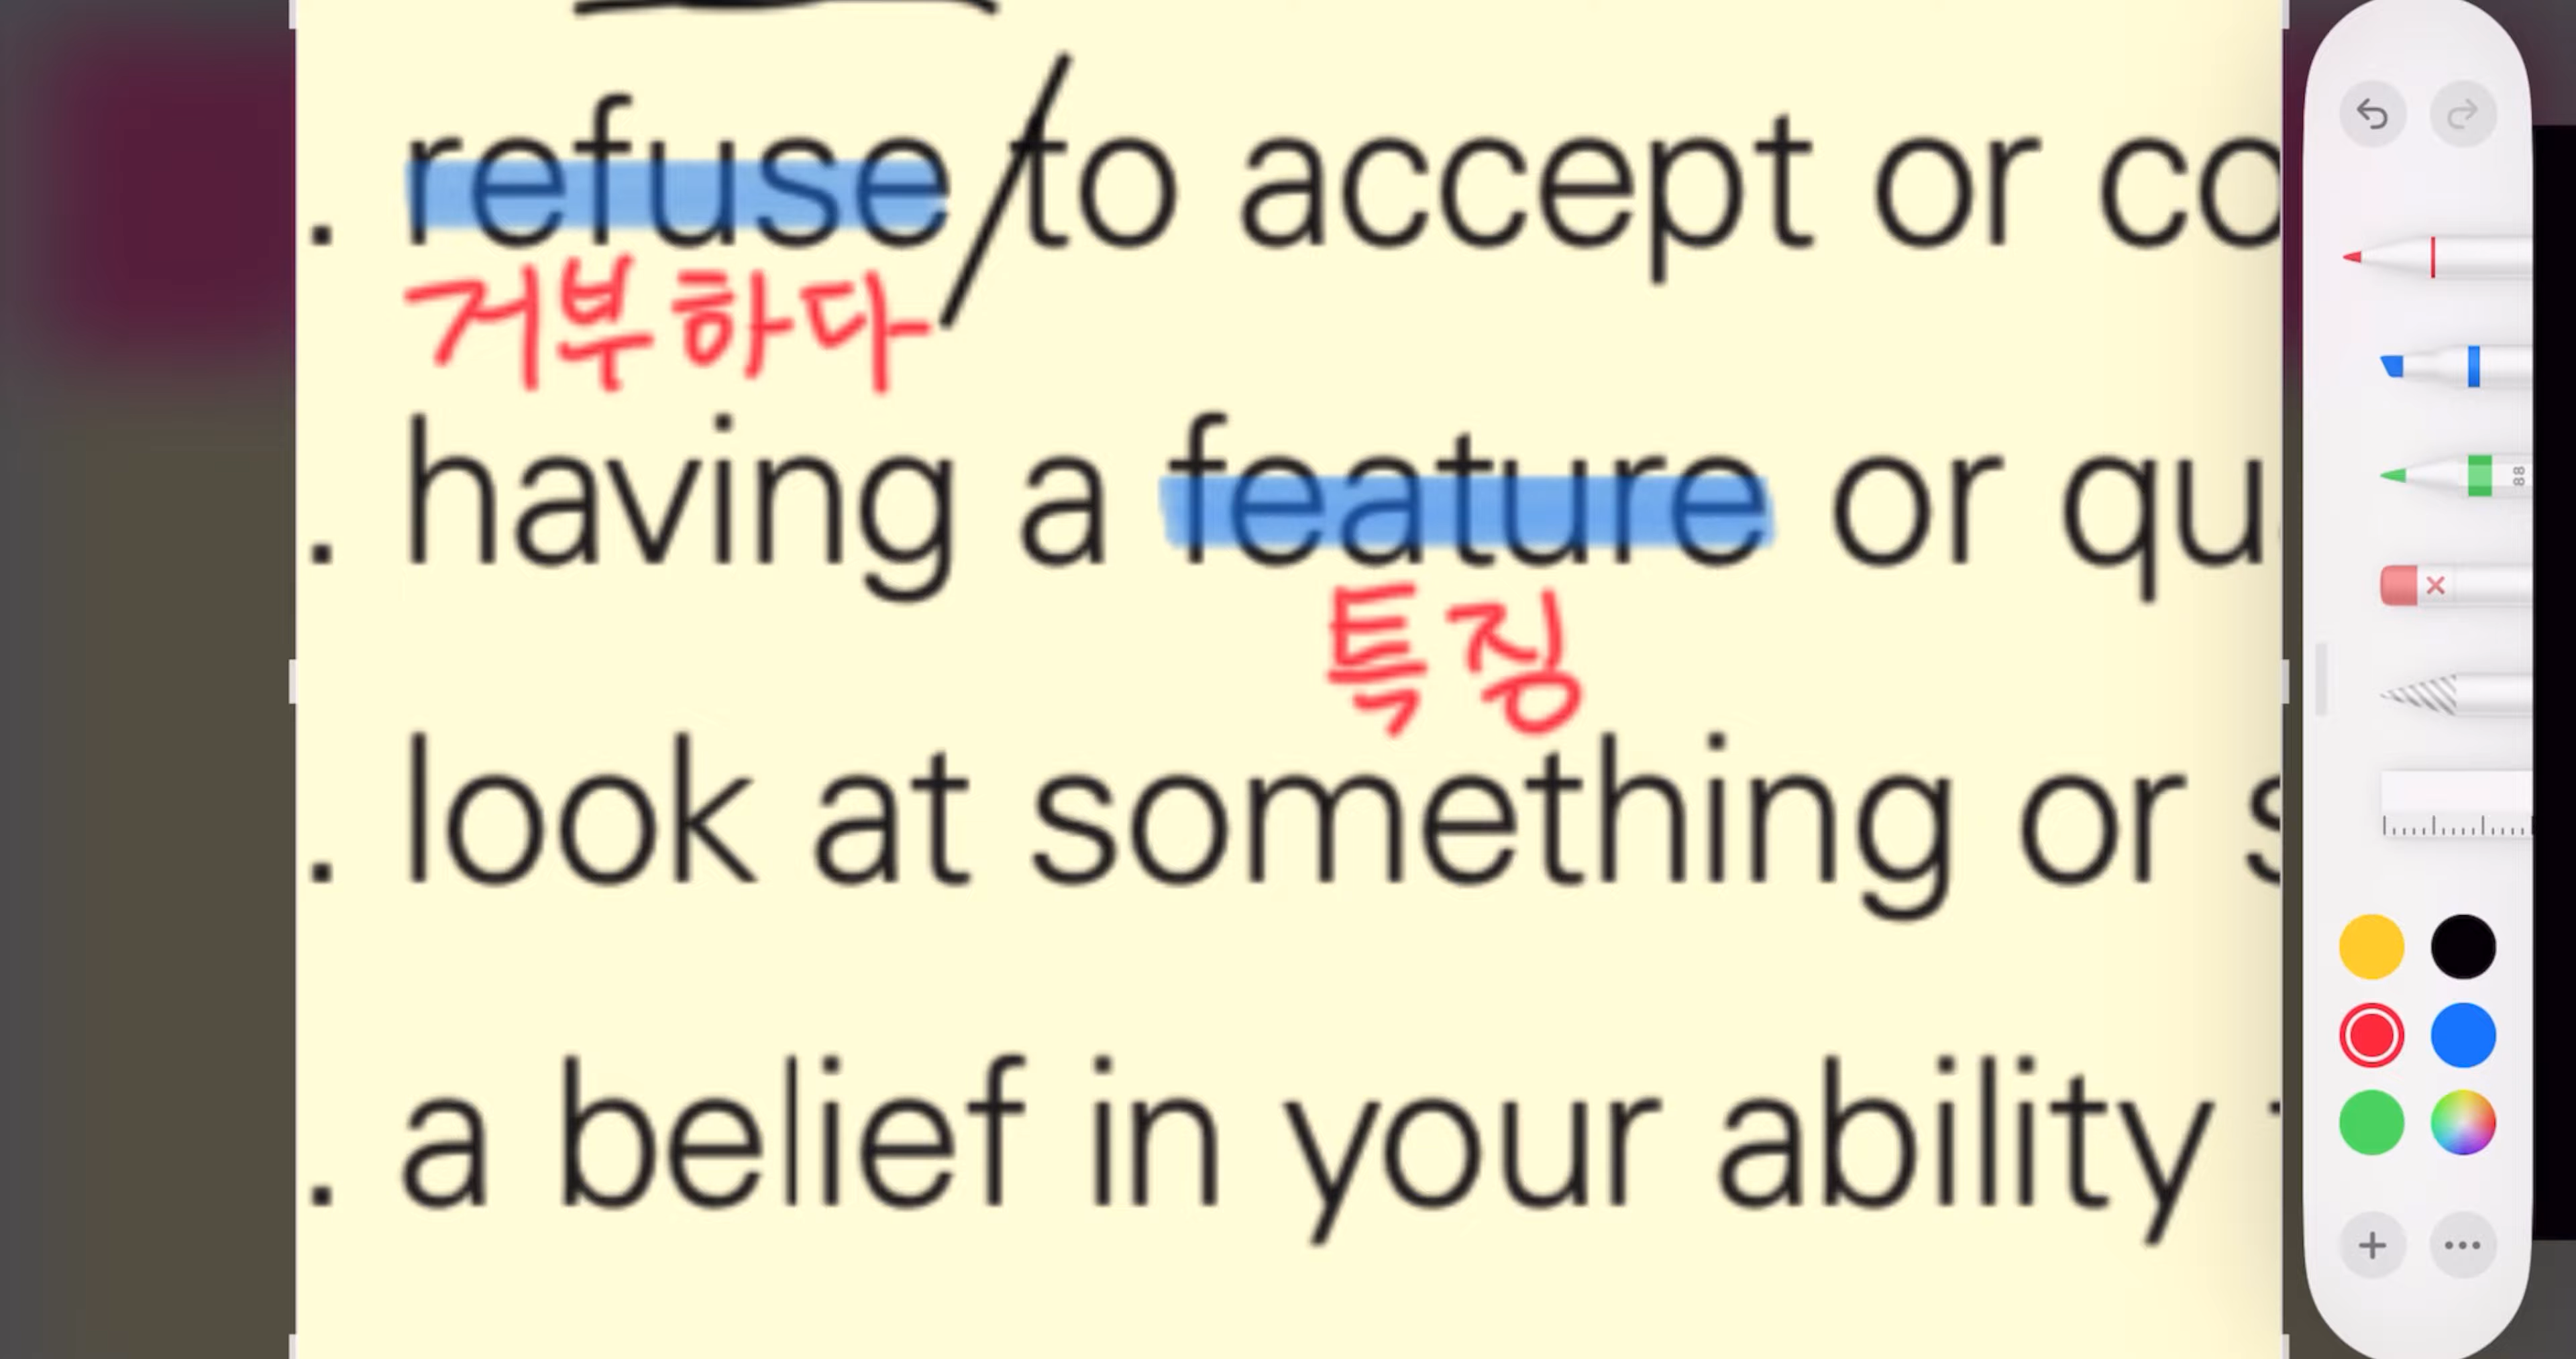 . refuse to accept or co
거부하다
. having a feature or qu
특징
. look at something or s
. a belief in your ability
88